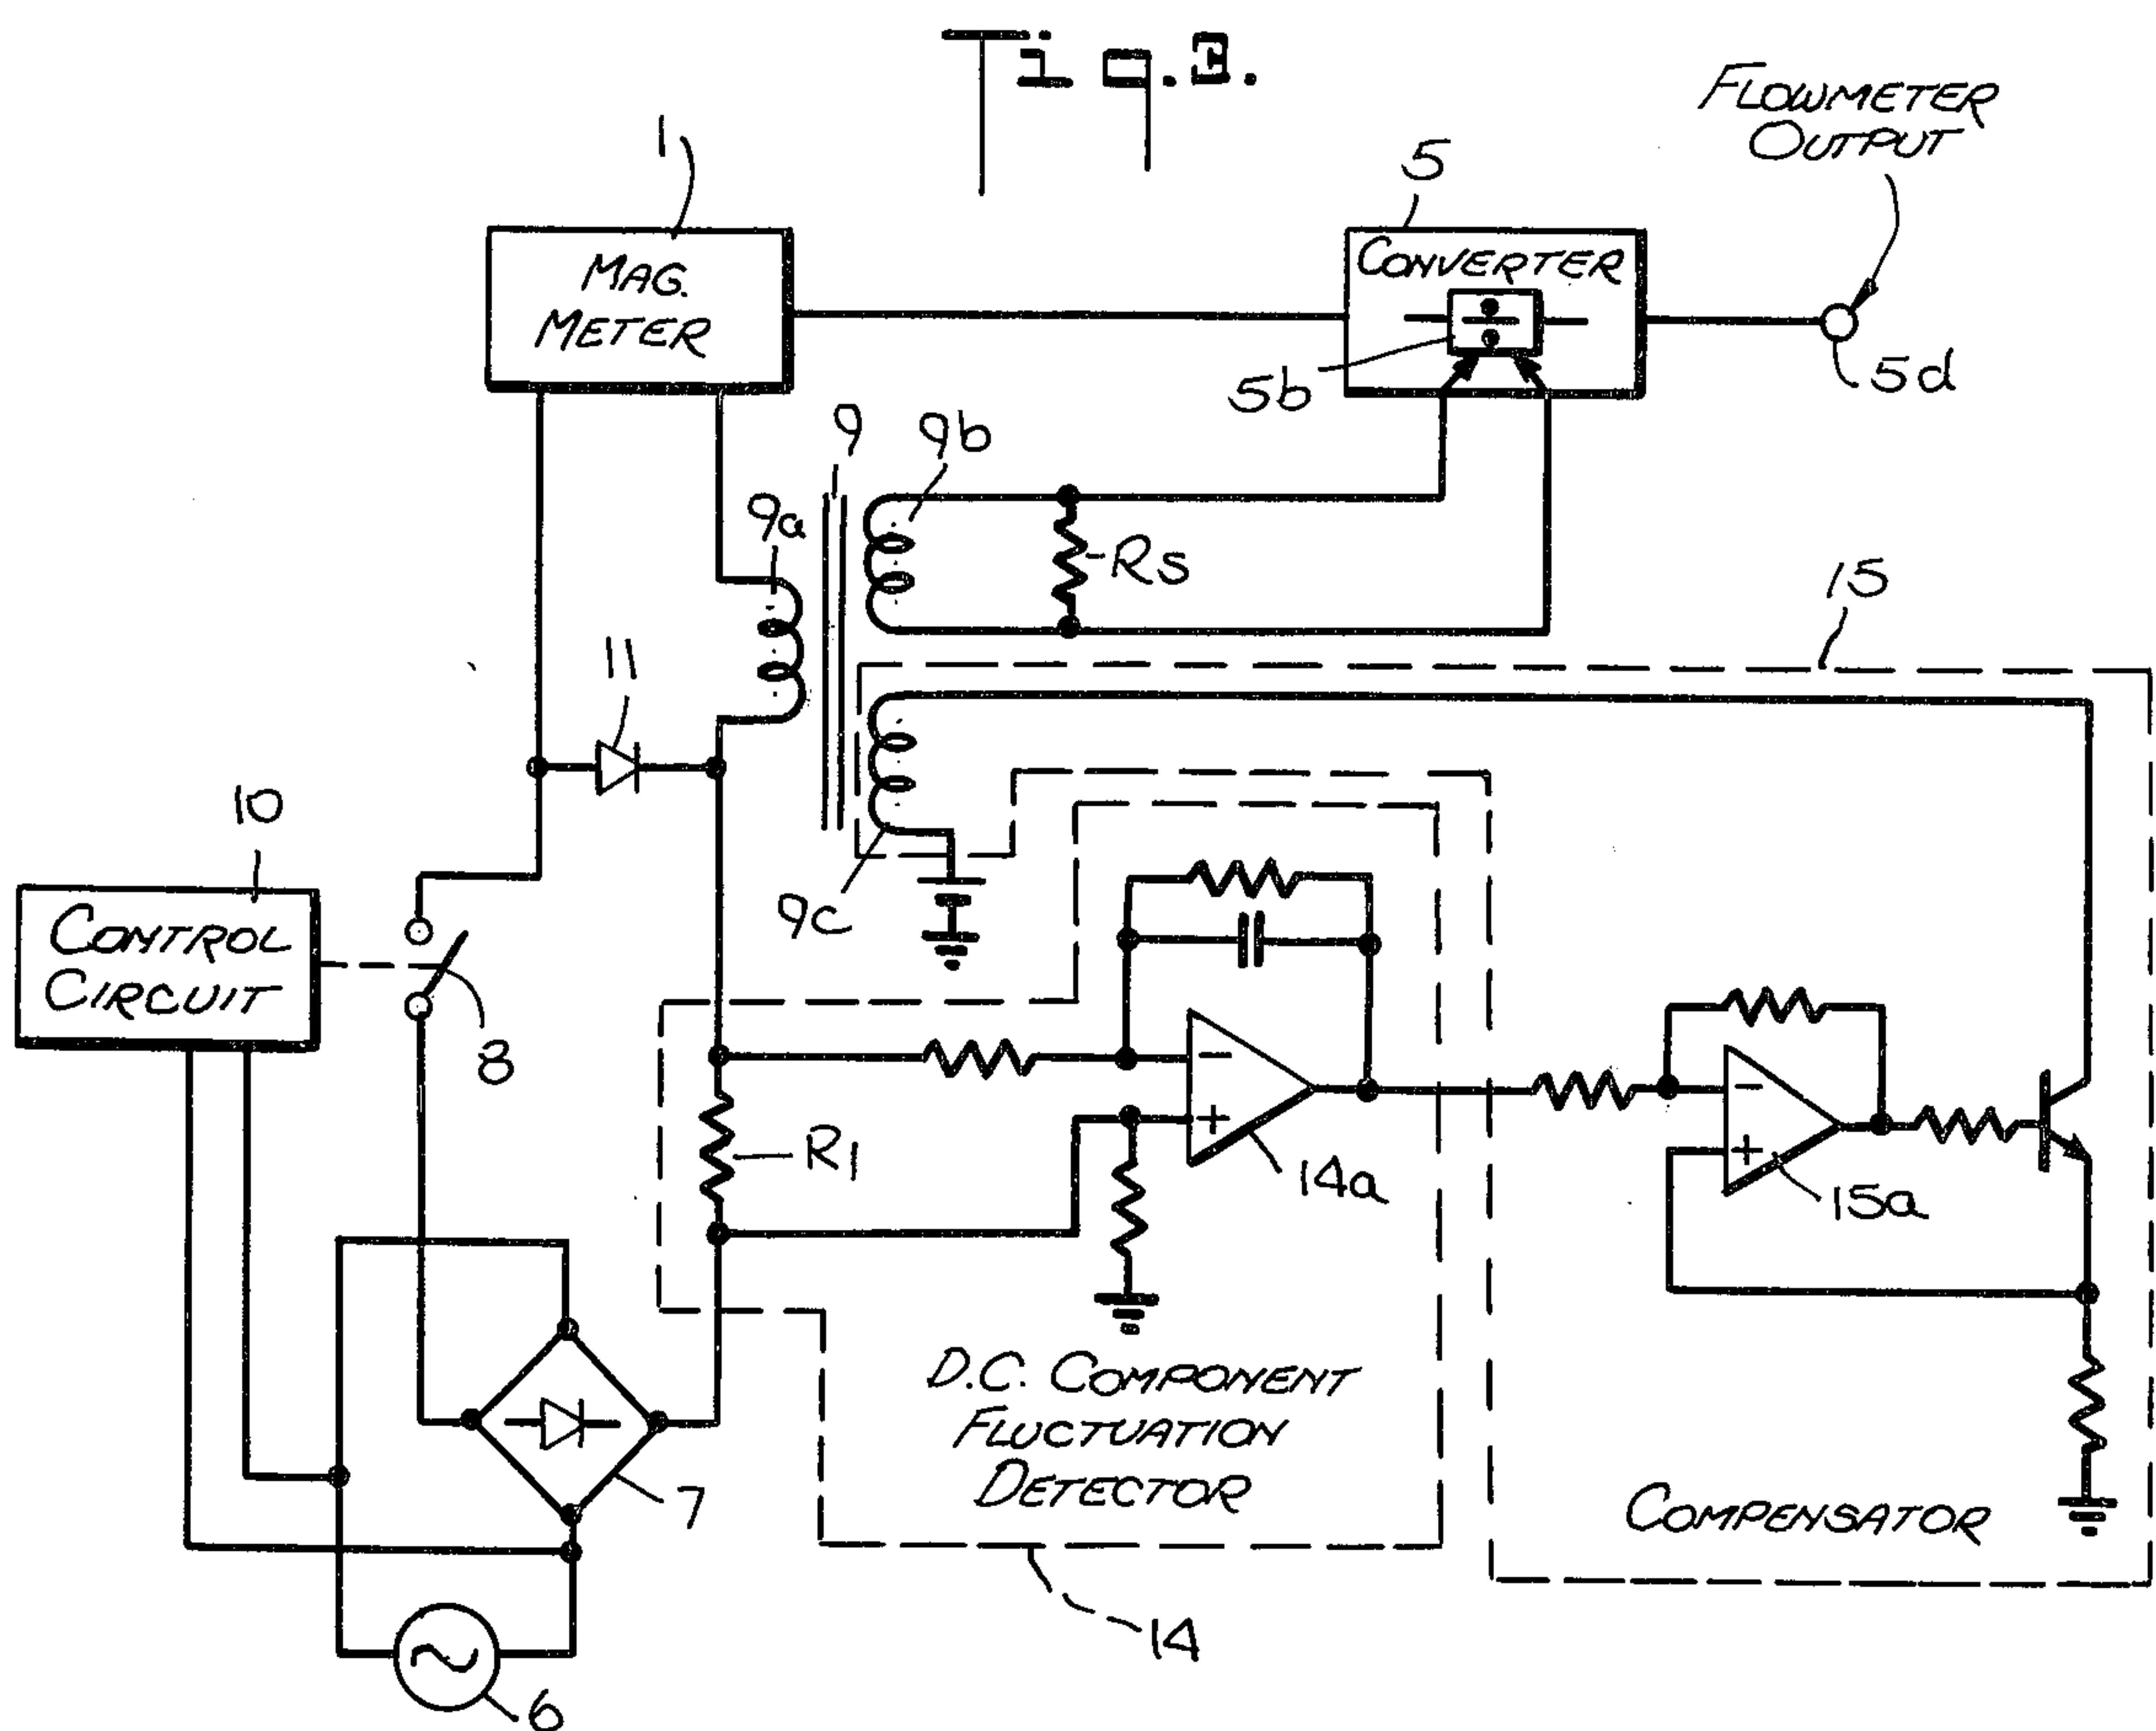 Fig. 3.
FLOWMETER
OUTPUT
1
5
MAG.
METER
CONVERTER
5b
5d
9
9b
9a
Rs
15
11
10
9c
CONTROL
CIRCUIT
8
-
+
14a
R1
-
+
15a
D.C. COMPONENT
FLUCTUATION
DETECTOR
7
COMPENSATOR
14
6